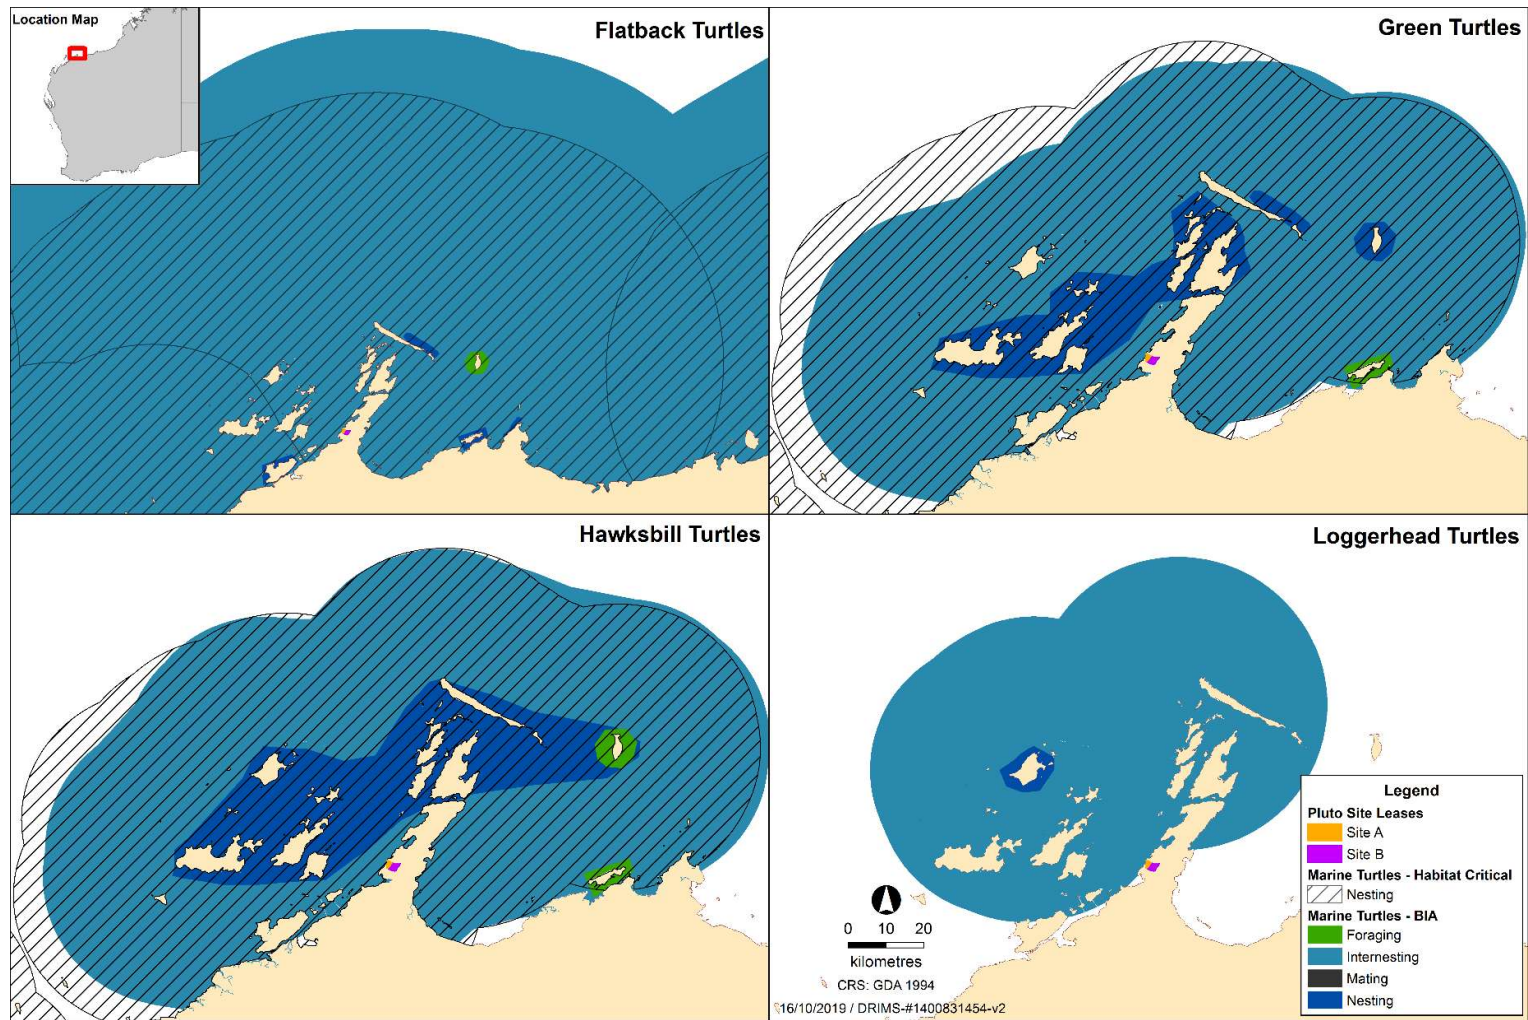 Location Map
Flatback Turtles
Green Turtles
Hawksbill Turtles
Loggerhead Turtles
Legend
Pluto Site Leases
Site A
Site B
Marine Turtles - Habitat Critical
Nesting
Marine Turtles - BIA
Foraging
Internesting
Mating
Nesting
0 10 20
kilometres
CRS: GDA 1994
16/10/2019 / DRIMS-#1400831454-v2